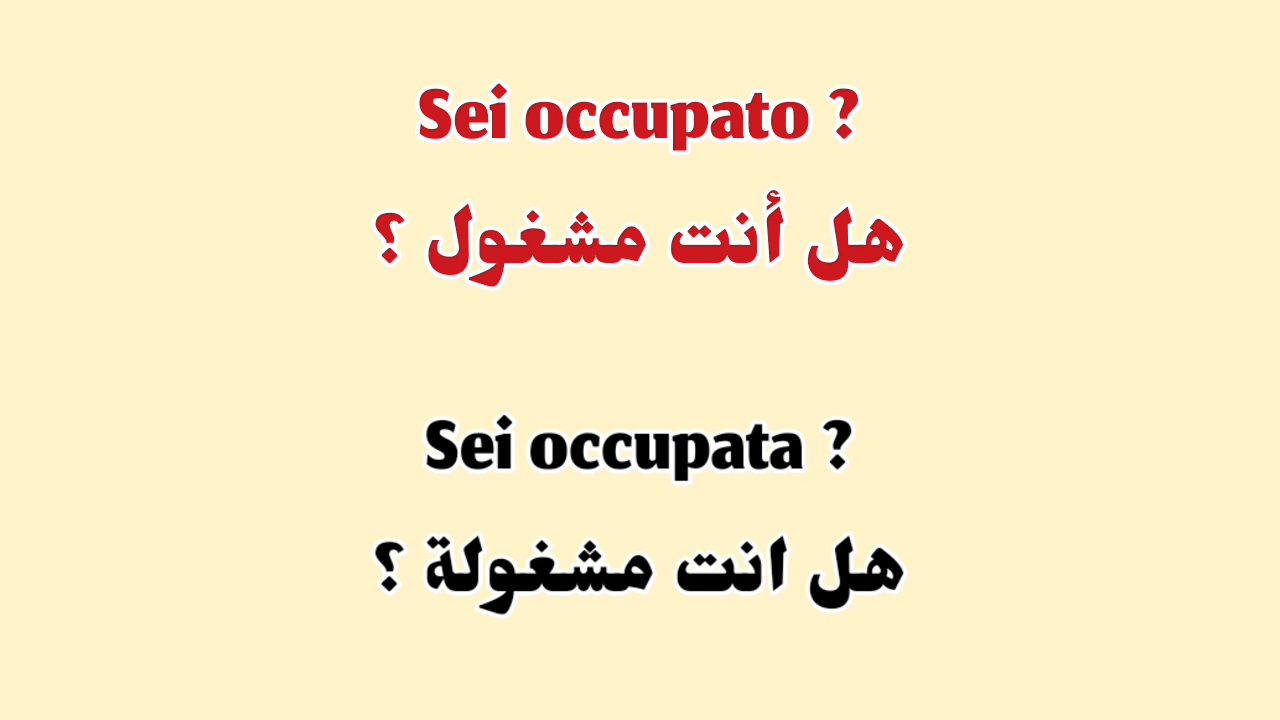 Sei occupato ?
هل أنت مشغول ؟
Sei occupata ?
هل انت مشغولة ؟